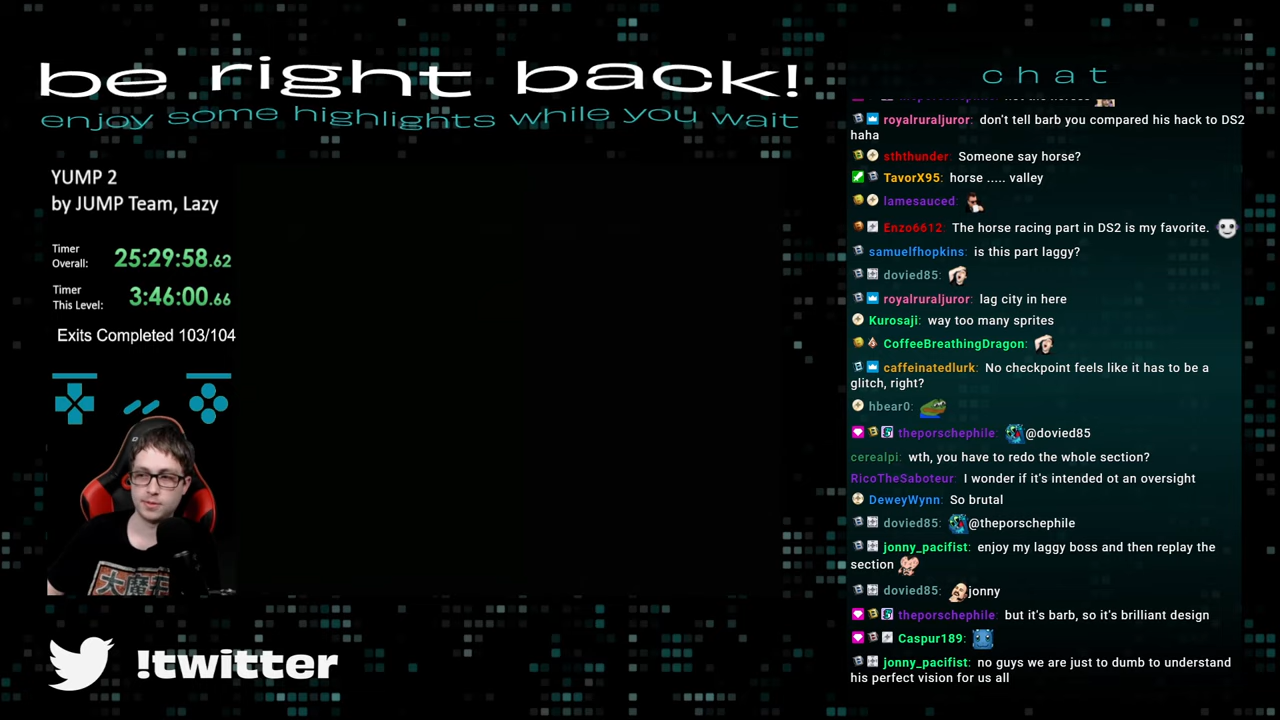 be right back!
enjoy some highlights while you wait
YUMP 2
by JUMP Team, Lazy
Timer
Overall:
25:29:58.62
Timer
This Level:
3:46:00.66
Exits Completed 103/104
大魔王
!twitter
chat
royalruraljuror: don't tell barb you compared his hack to DS2
haha
sththunder: Someone say horse?
TavorX95: horse ..... valley
lamesauced:
Enzo6612: The horse racing part in DS2 is my favorite.
samuelfhopkins: is this part laggy?
dovied85:
royalruraljuror: lag city in here
Kurosaji: way too many sprites
CoffeeBreathingDragon:
caffeinatedlurk: No checkpoint feels like it has to be a
glitch, right?
hbear0:
theporschephile: @dovied85
cerealpi: wth, you have to redo the whole section?
RicoTheSaboteur: I wonder if it's intended ot an oversight
DeweyWynn: So brutal
dovied85: @theporschephile
jonny_pacifist: enjoy my laggy boss and then replay the
section
dovied85: jonny
theporschephile: but it's barb, so it's brilliant design
Caspur189:
jonny_pacifist: no guys we are just to dumb to understand
his perfect vision for us all